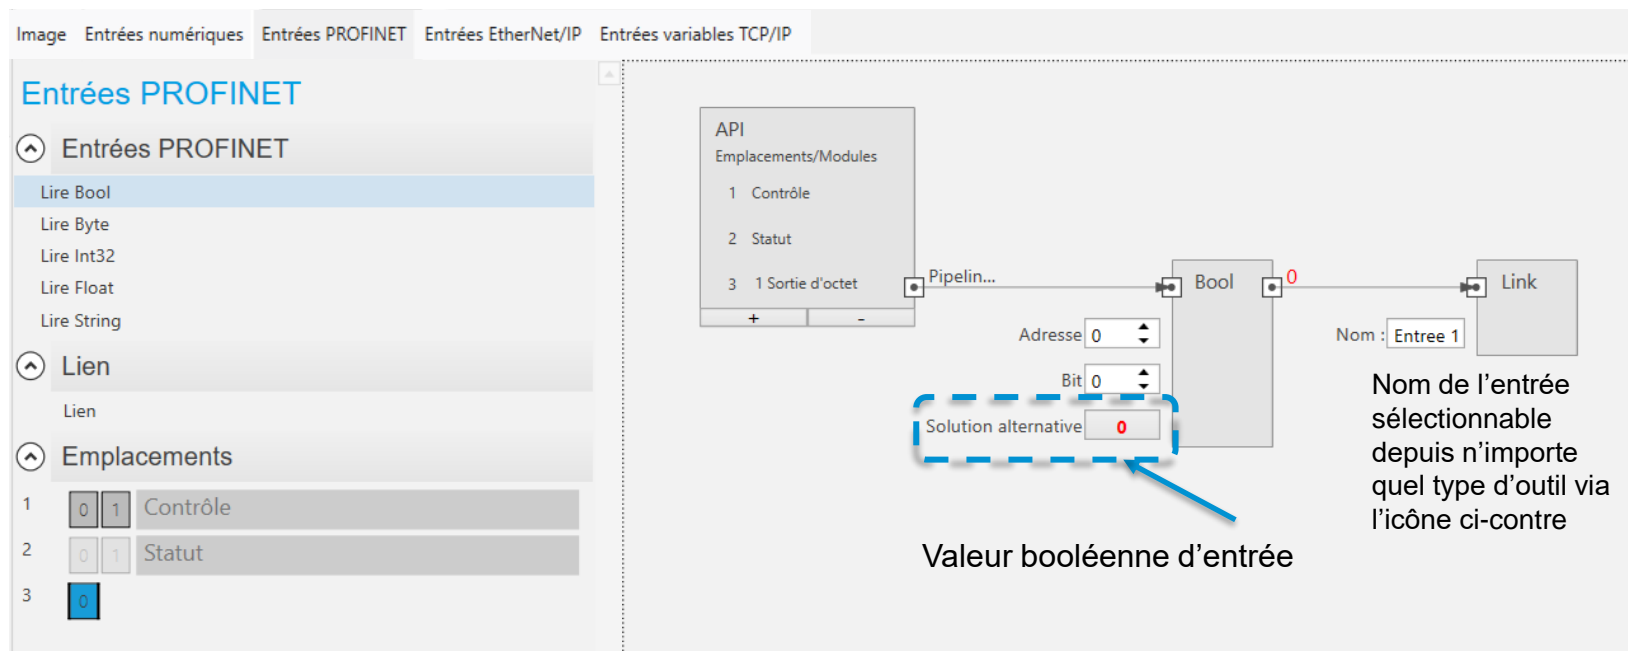 Image Entrées numériques Entrées PROFINET Entrées EtherNet/IP Entrées variables TCP/IP
Entrées PROFINET
Entrées PROFINET
Lire Bool
Lire Byte
Lire Int32
Lire Float
Lire String
Lien
Lien
Emplacements
1 0 1 Contrôle
2 0 1 Statut
3 0
API
Emplacements/Modules
1 Contrôle
2 Statut
3 1 Sortie d'octet
+ -
Pipelin...
Bool
0
Link
Adresse 0
Bit 0
Solution alternative 0
Nom : Entree 1
Valeur booléenne d’entrée
Nom de l’entrée
sélectionnable
depuis n’importe
quel type d’outil via
l’icône ci-contre